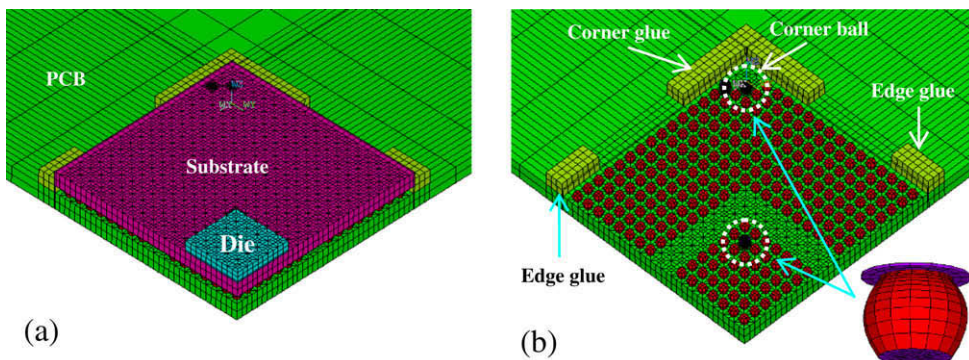 (a)
PCB
Substrate
Die
(b)
Corner glue
Corner ball
Edge glue
Edge glue